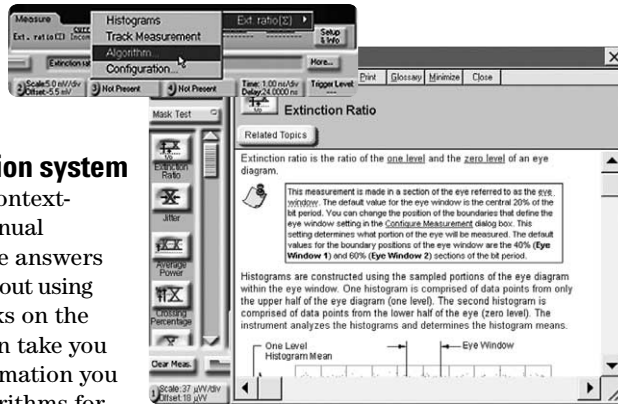 Measure
Histograms
Track Measurement
Algorithm...
Configuration...
Ext. ratio(Σ)
Ext. ratio(Σ)
Setup
& Info
Extinction rat
More...
2) Scale:5.0 mV/div
Offset:-5.5 mV
3) Not Present
4) Not Present
Time: 1.00 ns/div
Delay:24.0000 ns
Trigger Level
Print Glossary Minimize Close
Mask Test
Extinction
Ratio
Jitter
Average
Power
Crossing
Percentage
Clear Meas.
1) Scale:37 µW/div
Offset:18 µW
Extinction Ratio
Related Topics
Extinction ratio is the ratio of the one level and the zero level of an eye
diagram.
This measurement is made in a section of the eye referred to as the eye
window. The default value for the eye window is the central 20% of the
bit period. You can change the position of the boundaries that define the
eye window setting in the Configure Measurement dialog box. This
setting determines what portion of the eye will be measured. The default
values for the boundary positions of the eye window are the 40% (Eye
Window 1) and 60% (Eye Window 2) sections of the bit period.
Histograms are constructed using the sampled portions of the eye diagram
within the eye window. One histogram is comprised of data points from only
the upper half of the eye diagram (one level). The second histogram is
comprised of data points from the lower half of the eye (zero level). The
instrument analyzes the histograms and determines the histogram means.
One Level
Histogram Mean
Eye Window
ion system
ontext-
nual
e answers
out using
ks on the
n take you
mation you
rithms for